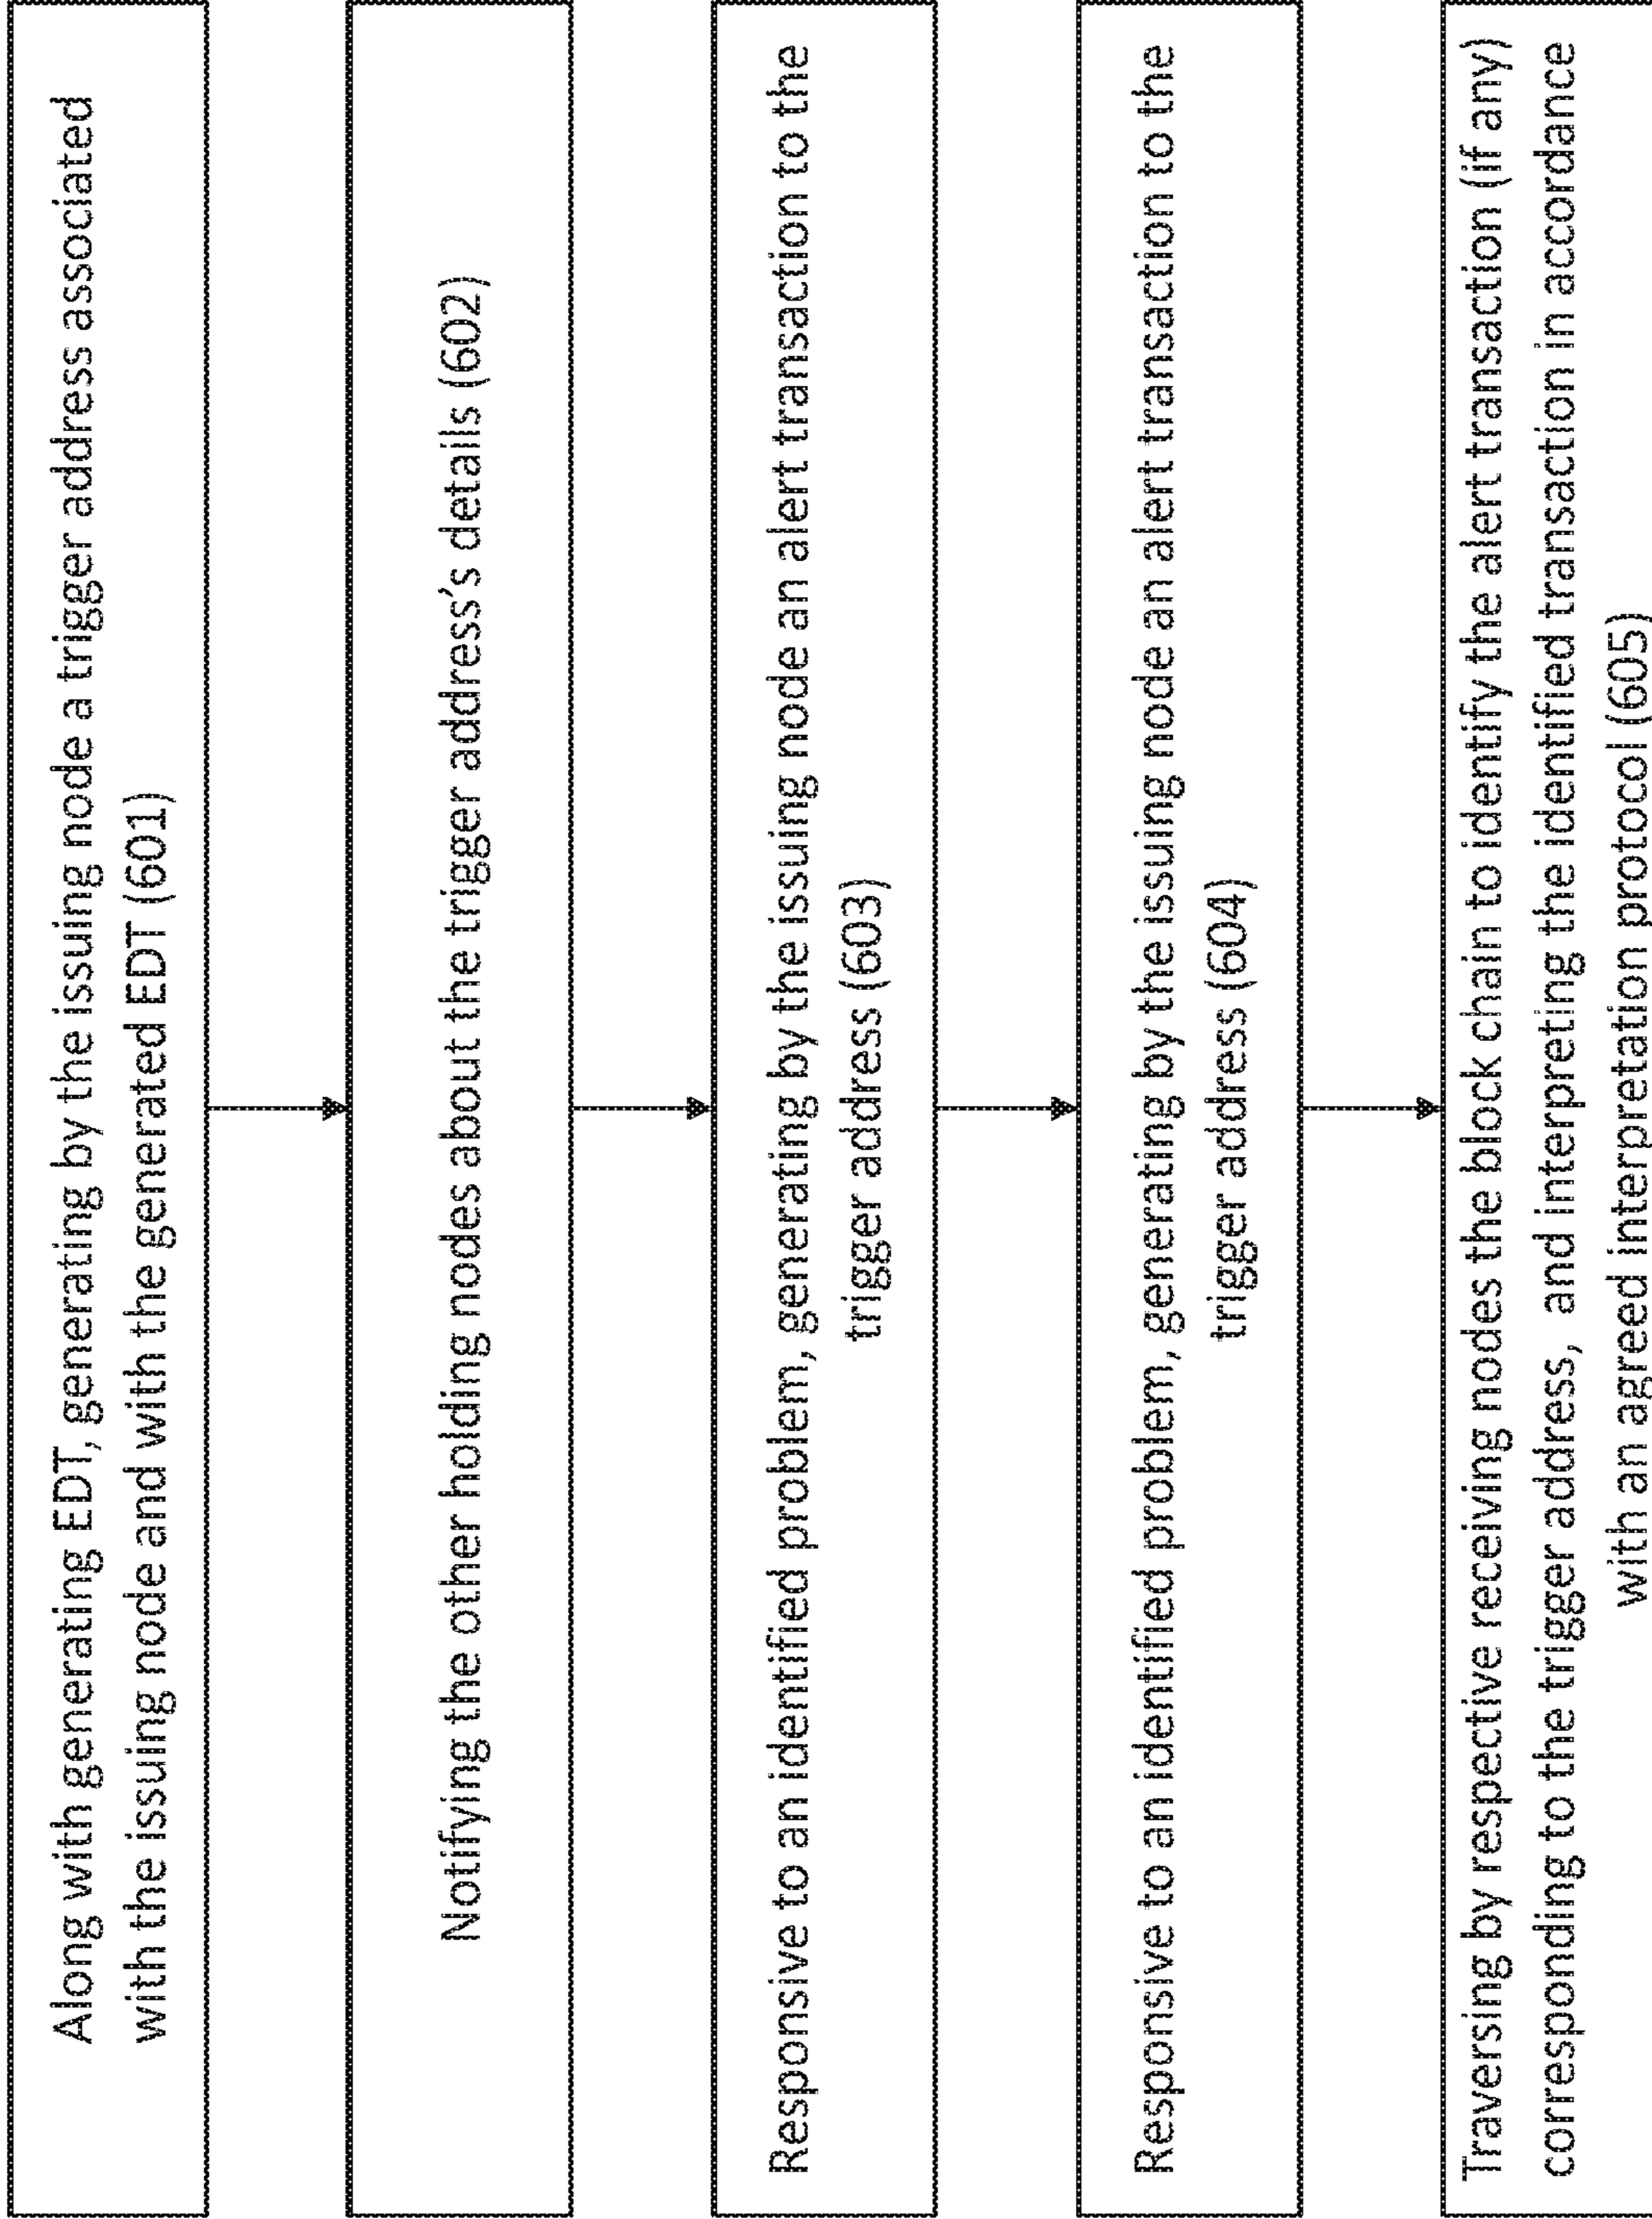 Along with generating EDT, generating by the issuing node a trigger address associated
with the issuing node and with the generated EDT (601)
Notifying the other holding nodes about the trigger address's details (602)
Responsive to an identified problem, generating by the issuing node an alert transaction to the
trigger address (603)
Responsive to an identified problem, generating by the issuing node an alert transaction to the
trigger address (604)
Traversing by respective receiving nodes the block chain to identify the alert transaction (if any)
corresponding to the trigger address, and interpreting the identified transaction in accordance
with an agreed interpretation protocol (605)